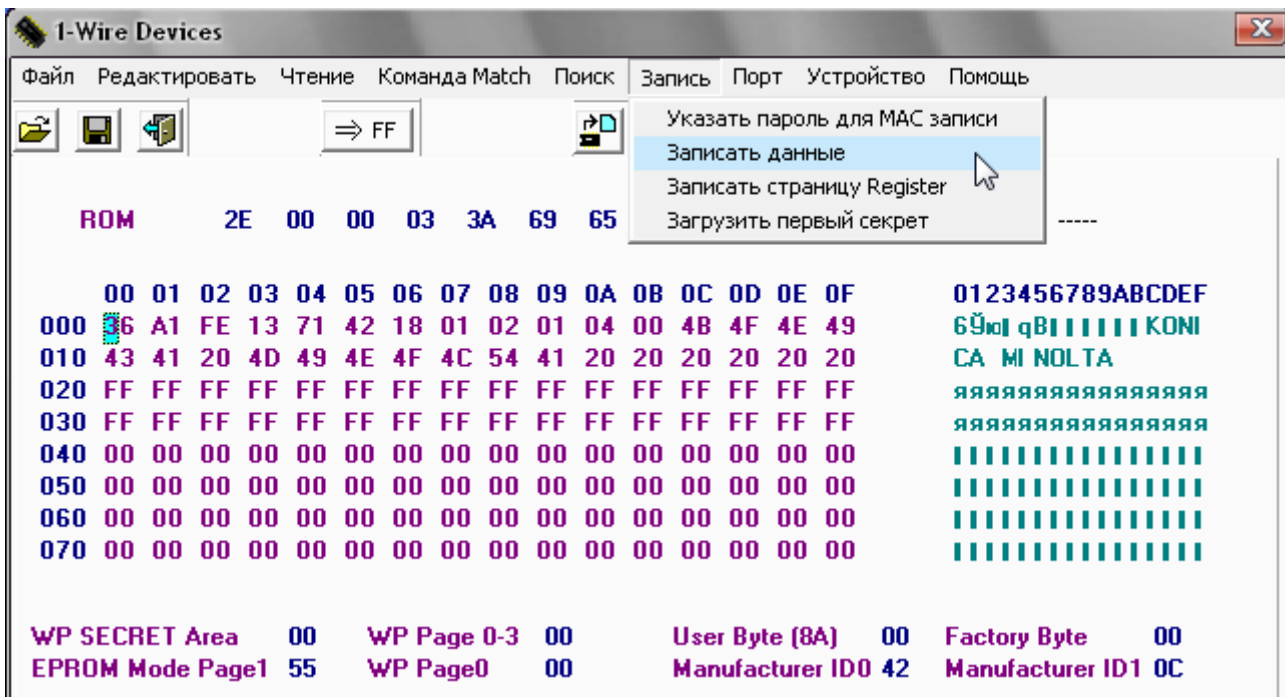 1-Wire Devices
Файл Редактировать Чтение Команда Match Поиск Запись Порт Устройство Помощь
⇒ FF
Указать пароль для MAC записи
Записать данные
Записать страницу Register
Загрузить первый секрет
ROM 2E 00 00 03 3A 69 65 -----
00 01 02 03 04 05 06 07 08 09 0A 0B 0C 0D 0E 0F 0123456789ABCDEF
000 36 A1 FE 13 71 42 18 01 02 01 04 00 4B 4F 4E 49 6Ўю▌qB▌▌▌▌▌▌KONI
010 43 41 20 4D 49 4E 4F 4C 54 41 20 20 20 20 20 20 CA MINOLTA
020 FF FF FF FF FF FF FF FF FF FF FF FF FF FF FF FF яяяяяяяяяяяяяяяя
030 FF FF FF FF FF FF FF FF FF FF FF FF FF FF FF FF яяяяяяяяяяяяяяяя
040 00 00 00 00 00 00 00 00 00 00 00 00 00 00 00 00
050 00 00 00 00 00 00 00 00 00 00 00 00 00 00 00 00
060 00 00 00 00 00 00 00 00 00 00 00 00 00 00 00 00
070 00 00 00 00 00 00 00 00 00 00 00 00 00 00 00 00
WP SECRET Area 00 WP Page 0-3 00 User Byte (8A) 00 Factory Byte 00
EPROM Mode Page1 55 WP Page0 00 Manufacturer ID0 42 Manufacturer ID1 0C